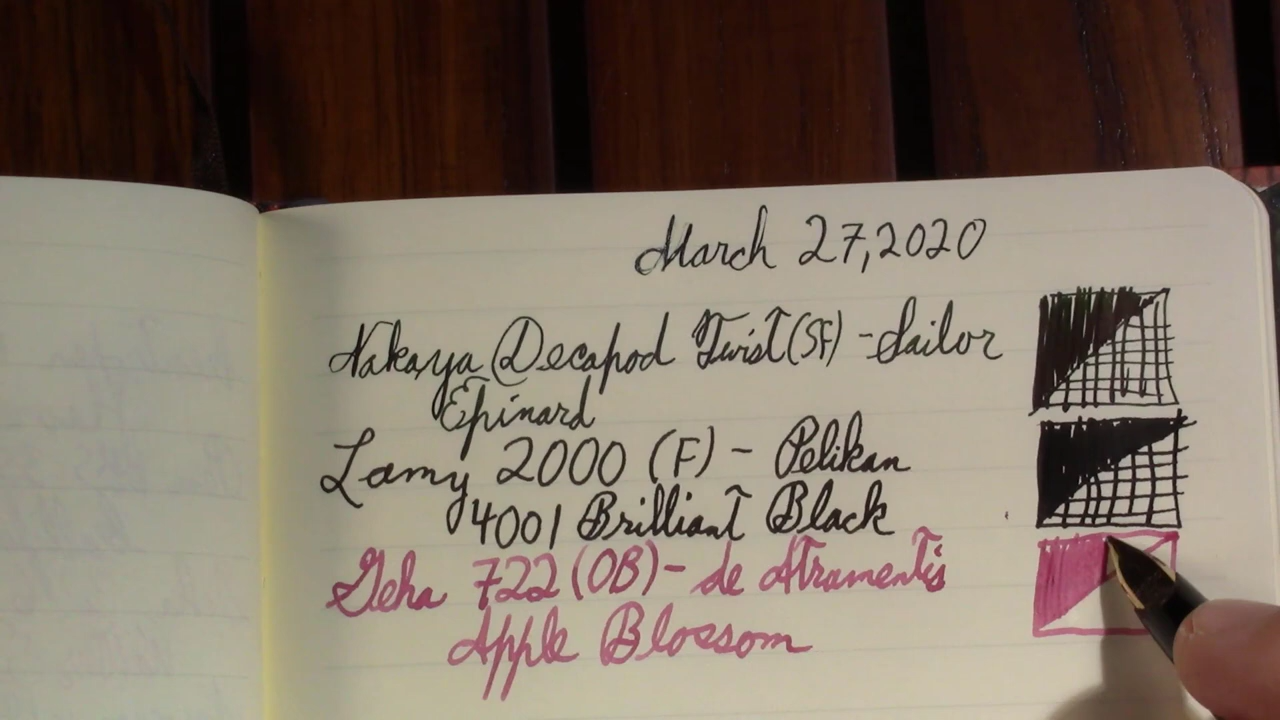 March 27, 2020
Nakaya Decapod Twist (SF) - Sailor
Epinard
Lamy 2000 (F) - Pelikan
4001 Brilliant Black
Geha 722 (OB) - de Atramentis
Apple Blossom